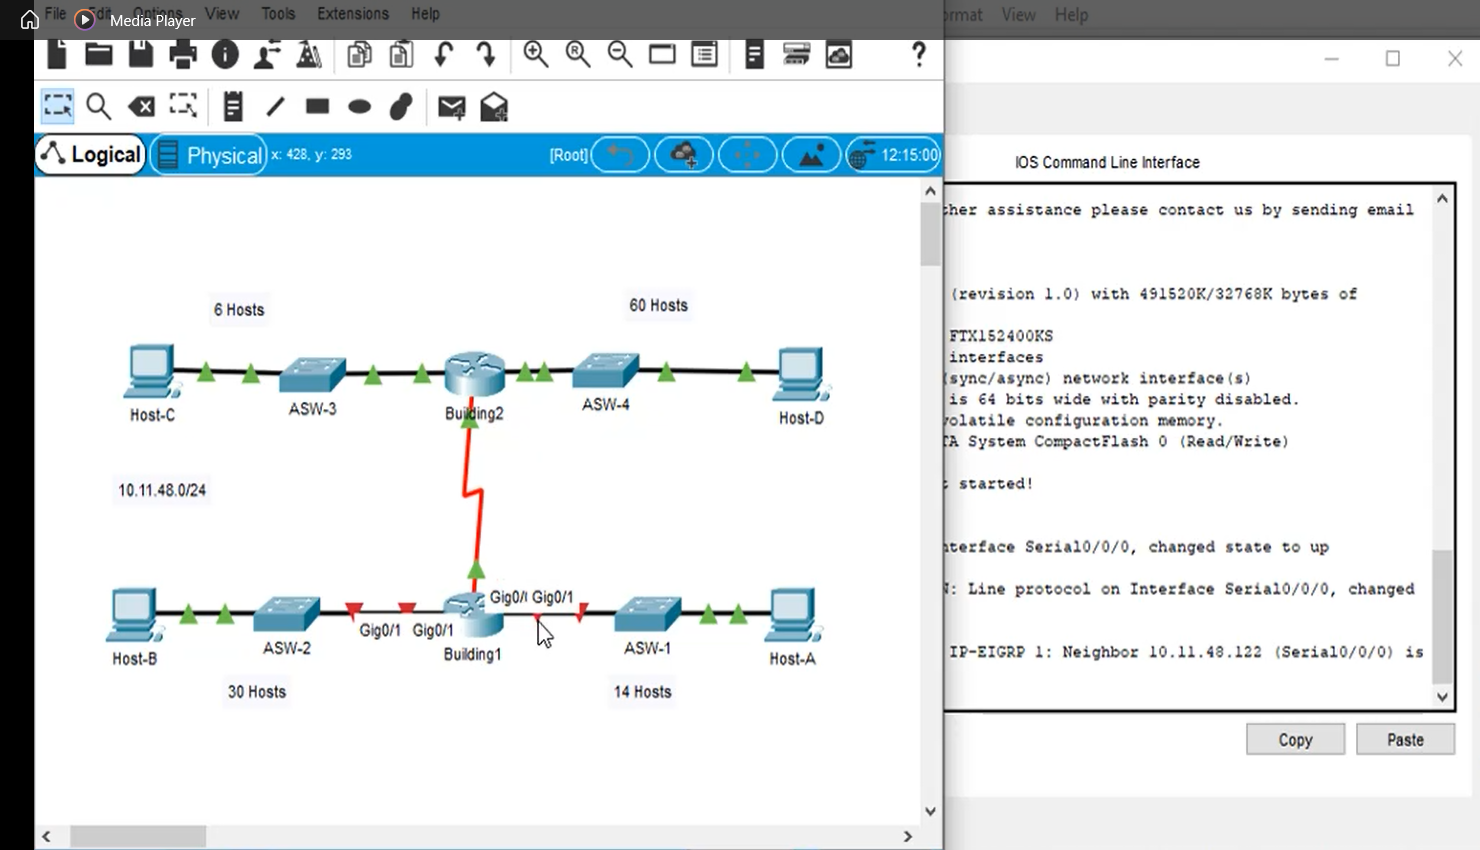 File Edit Options View Tools Extensions Help
Media Player
View Help
Logical
Physical
x: 428, y: 293
[Root]
12:15:00
IOS Command Line Interface
assistance please contact us by sending email
(revision 1.0) with 491520K/32768K bytes of
FTX152400KS
interfaces
(sync/async) network interface(s)
is 64 bits wide with parity disabled.
configuration memory.
System CompactFlash 0 (Read/Write)
started!
Serial0/0/0, changed state to up
Line protocol on Interface Serial0/0/0, changed
IP-EIGRP 1: Neighbor 10.11.48.122 (Serial0/0/0) is
Copy
Paste
6 Hosts
60 Hosts
Host-C
ASW-3
Building2
ASW-4
Host-D
10.11.48.0/24
Gig0/1
Host-B
ASW-2
Gig0/1
Gig0/1
Building1
ASW-1
Host-A
30 Hosts
14 Hosts